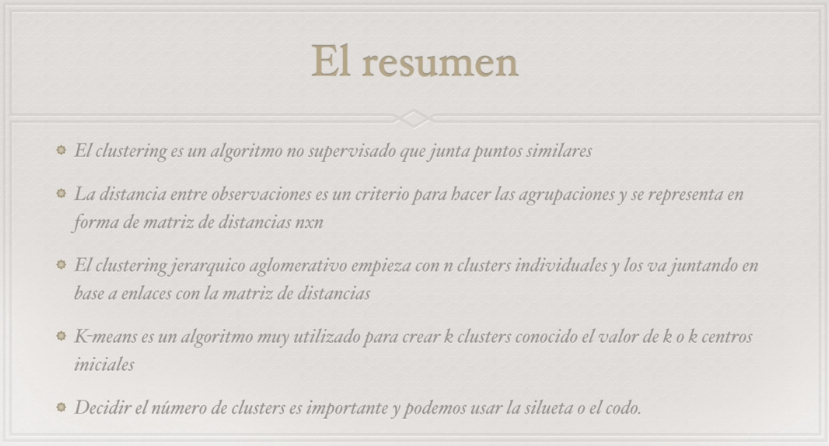 El resumen
El clustering es un algoritmo no supervisado que junta puntos similares
La distancia entre observaciones es un criterio para hacer las agrupaciones y se representa en
forma de matriz de distancias nxn
El clustering jerarquico aglomerativo empieza con n clusters individuales y los va juntando en
base a enlaces con la matriz de distancias
K-means es un algoritmo muy utilizado para crear k clusters conocido el valor de k o k centros
iniciales
Decidir el número de clusters es importante y podemos usar la silueta o el codo.